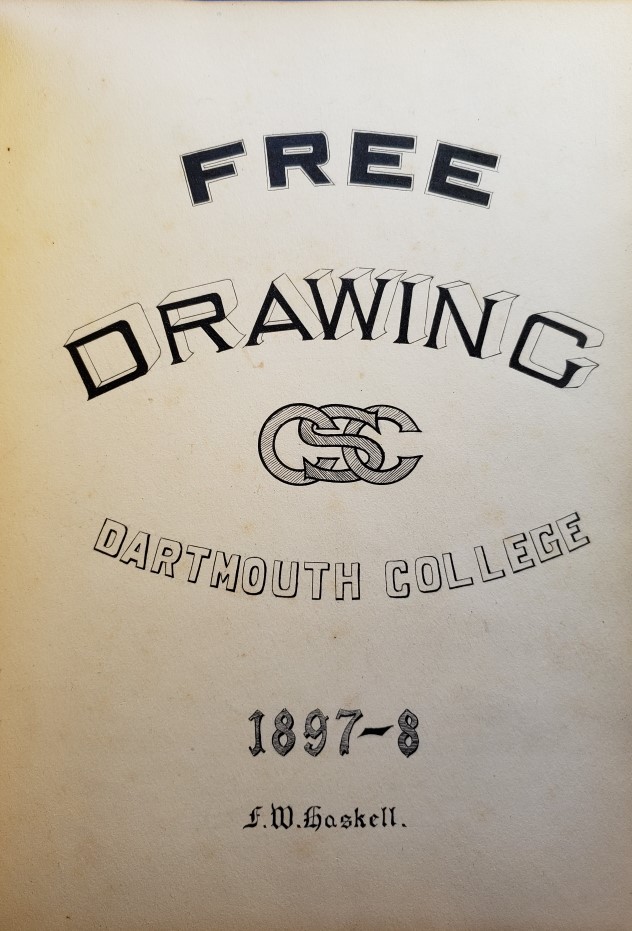 FREE
DRAWING
CSC
DARTMOUTH COLLEGE
1897-8
F.W.Haskell.